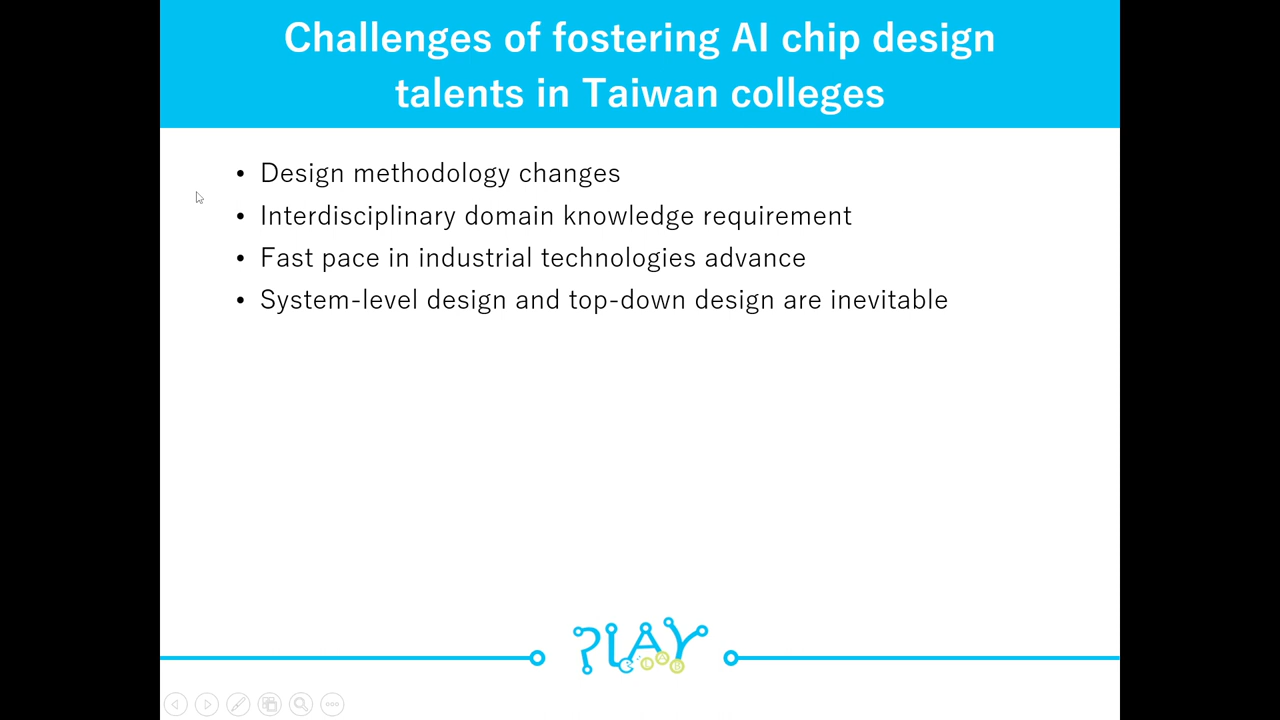 Challenges of fostering AI chip design
talents in Taiwan colleges
• Design methodology changes
• Interdisciplinary domain knowledge requirement
• Fast pace in industrial technologies advance
• System-level design and top-down design are inevitable
PLAY
LAB